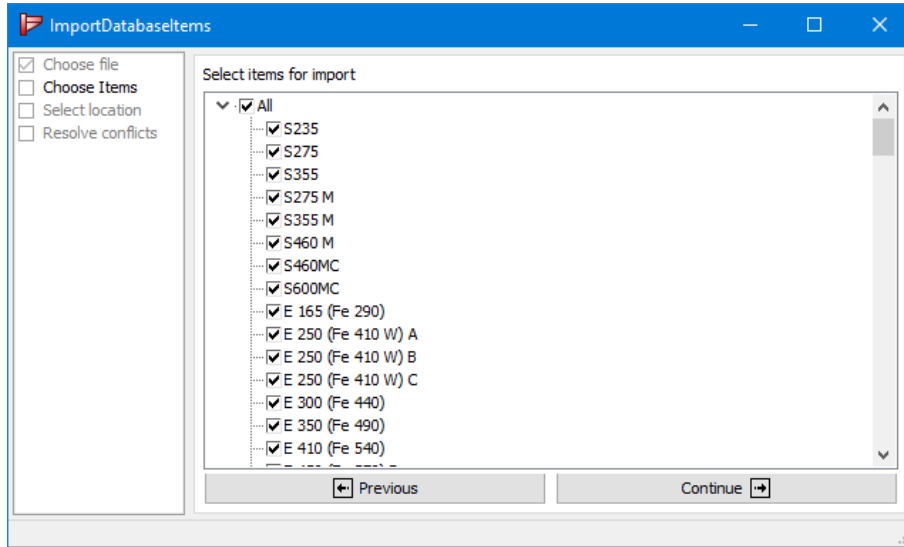 ImportDatabaseItems
Choose file
Choose Items
Select location
Resolve conflicts
Select items for import
All
S235
S275
S355
S275 M
S355 M
S460 M
S460MC
S600MC
E 165 (Fe 290)
E 250 (Fe 410 W) A
E 250 (Fe 410 W) B
E 250 (Fe 410 W) C
E 300 (Fe 440)
E 350 (Fe 490)
E 410 (Fe 540)
Previous
Continue